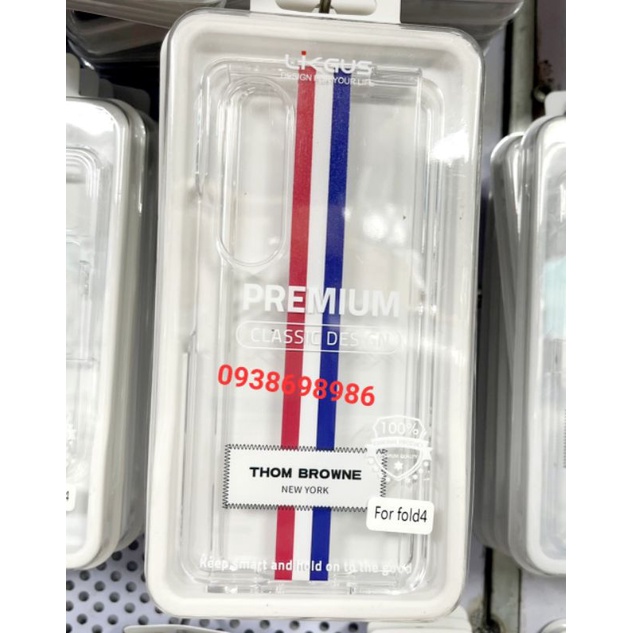 LIKGUS
DESIGN FOR YOUR LIFE
PREMIUM
CLASSIC DESIGN
0938698986
100%
THOM BROWNE
NEW YORK
For fold4
Keep smart and hold on to the good